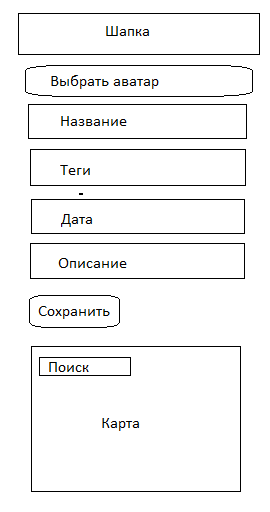 Шапка
Выбрать аватар
Название
Теги
Дата
Описание
Сохранить
Поиск
Карта